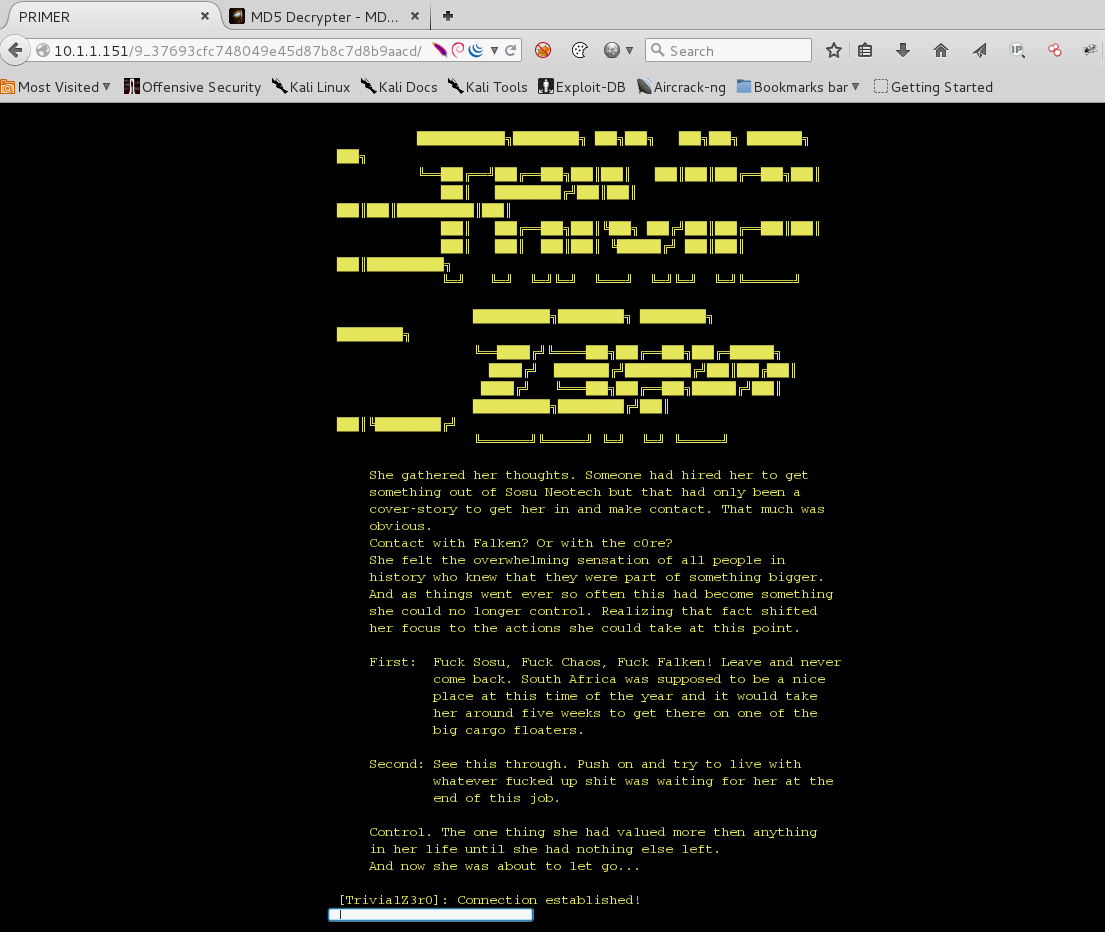 PRIMER
MD5 Decrypter - MD...
10.1.1.151/9_37693cfc748049e45d87b8c7d8b9aacd/
Search
IP
Most Visited
Offensive Security
Kali Linux
Kali Docs
Kali Tools
Exploit-DB
Aircrack-ng
Bookmarks bar
Getting Started
She gathered her thoughts. Someone had hired her to get
something out of Sosu Neotech but that had only been a
cover-story to get her in and make contact. That much was
obvious.
Contact with Falken? Or with the c0re?
She felt the overwhelming sensation of all people in
history who knew that they were part of something bigger.
And as things went ever so often this had become something
she could no longer control. Realizing that fact shifted
her focus to the actions she could take at this point.
First: Fuck Sosu, Fuck Chaos, Fuck Falken! Leave and never
come back. South Africa was supposed to be a nice
place at this time of the year and it would take
her around five weeks to get there on one of the
big cargo floaters.
Second: See this through. Push on and try to live with
whatever fucked up shit was waiting for her at the
end of this job.
Control. The one thing she had valued more then anything
in her life until she had nothing else left.
And now she was about to let go...
[TrivialZ3r0]: Connection established!